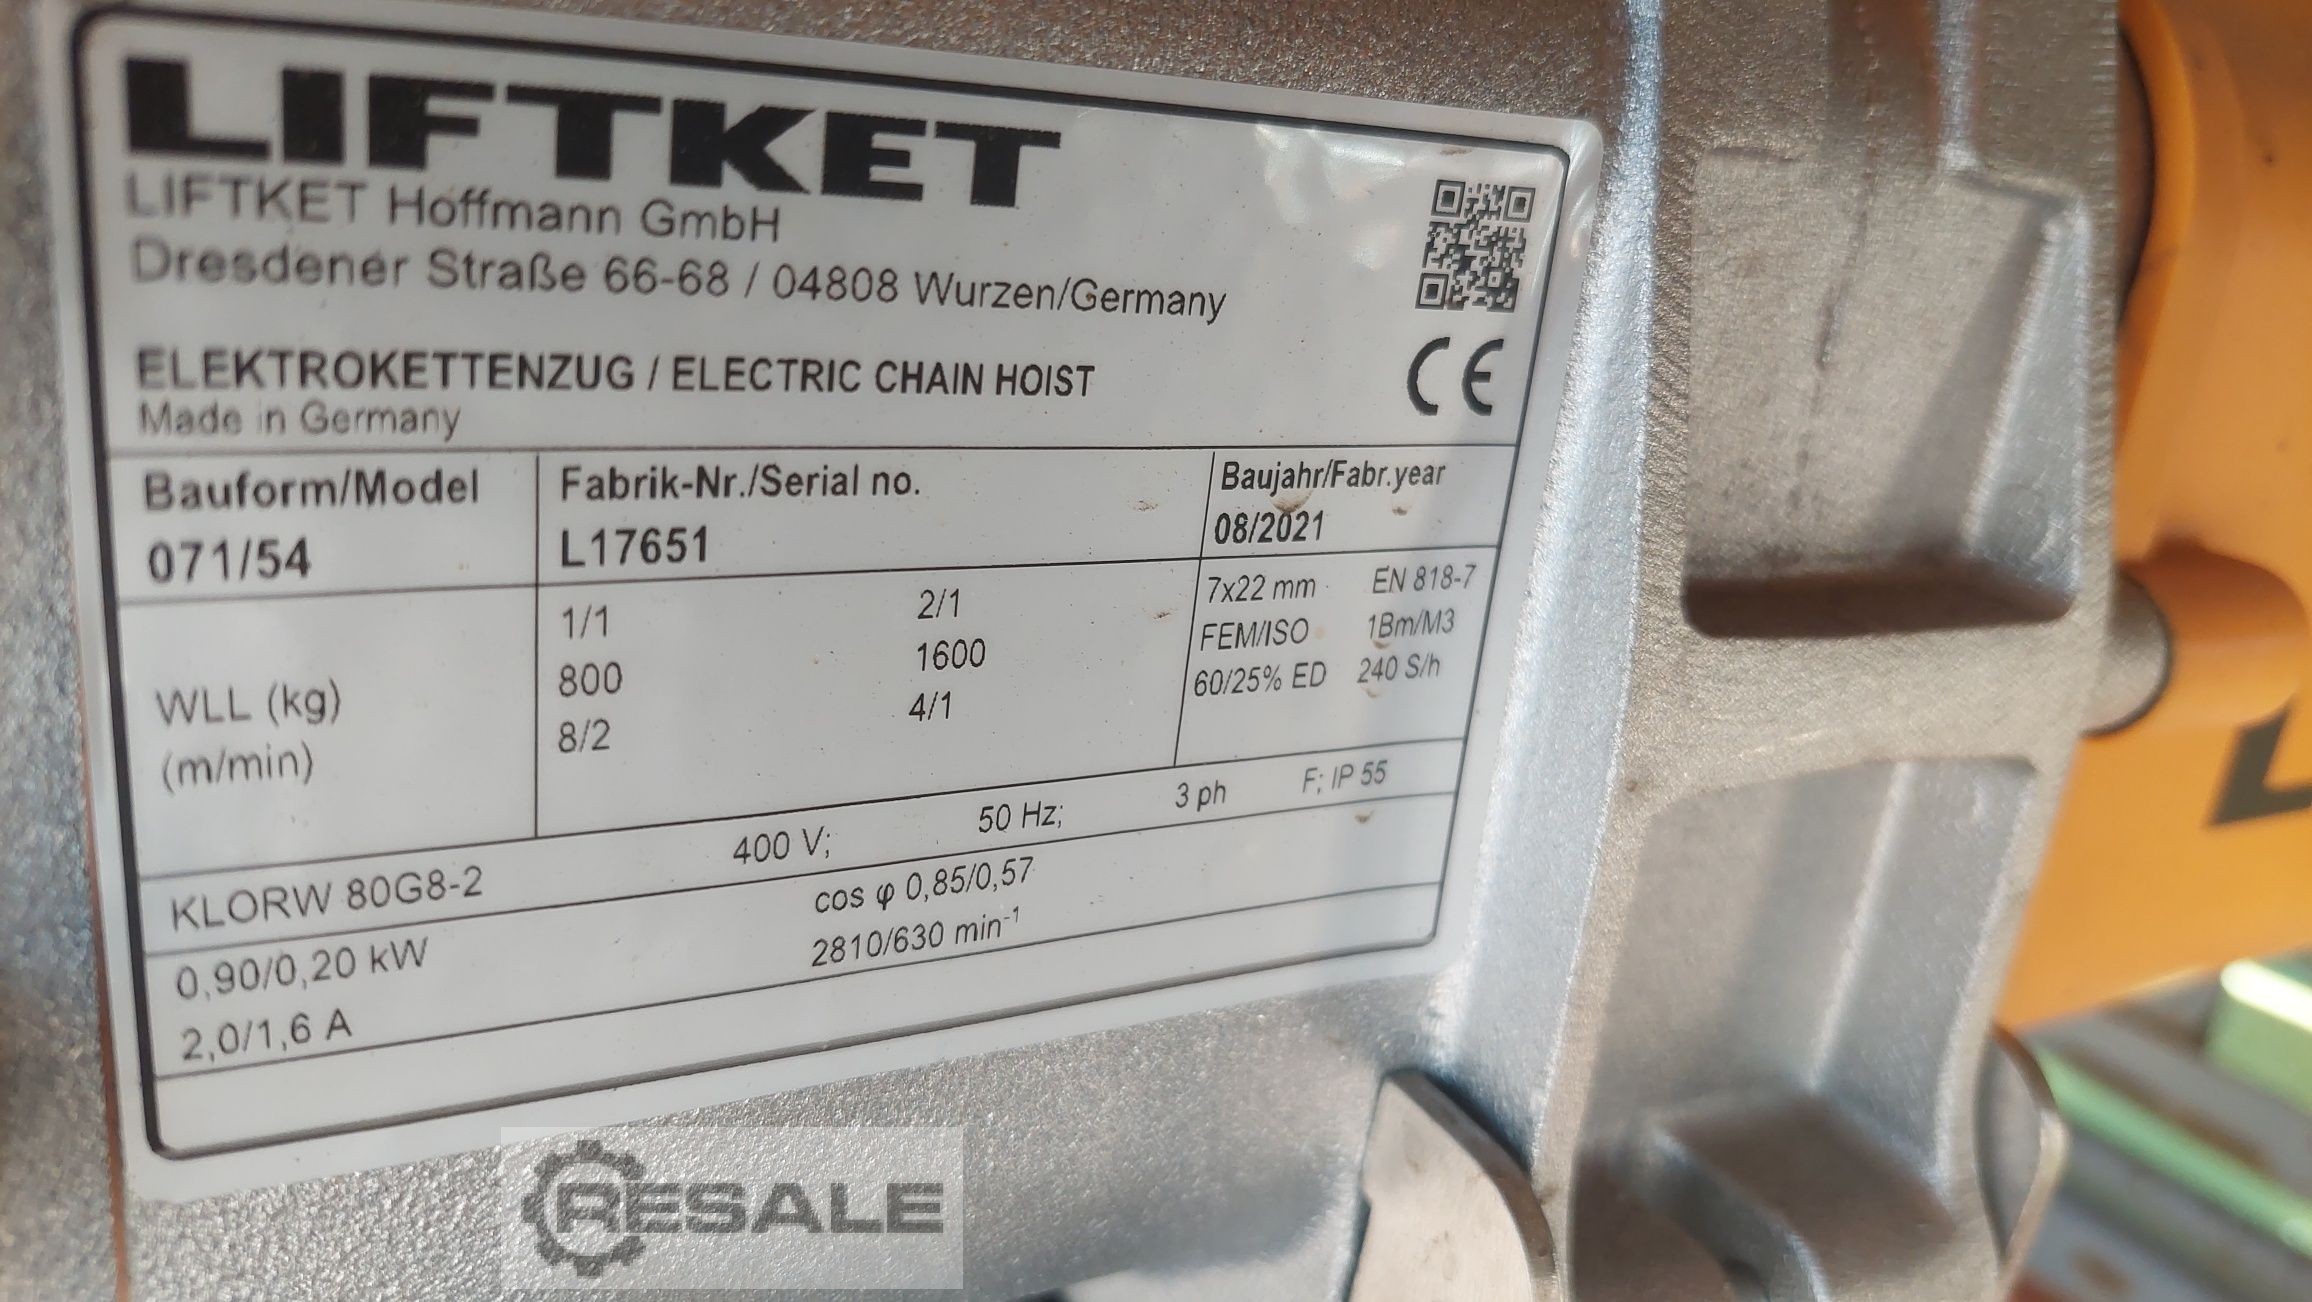 LIFTKET
LIFTKET Hoffmann GmbH
Dresdener Straße 66-68 / 04808 Wurzen/Germany
ELEKTROKETTENZUG / ELECTRIC CHAIN HOIST
Made in Germany
CE
Bauform/Model Fabrik-Nr./Serial no. Baujahr/Fabr.year
071/54 L17651 08/2021
1/1 2/1 7x22 mm EN 818-7
WLL (kg) 800 1600 FEM/ISO 1Bm/M3
(m/min) 8/2 4/1 60/25% ED 240 S/h
KLORW 80G8-2 400 V; 50 Hz; 3 ph F; IP 55
0,90/0,20 kW cos φ 0,85/0,57
2,0/1,6 A 2810/630 min⁻¹
RESALE